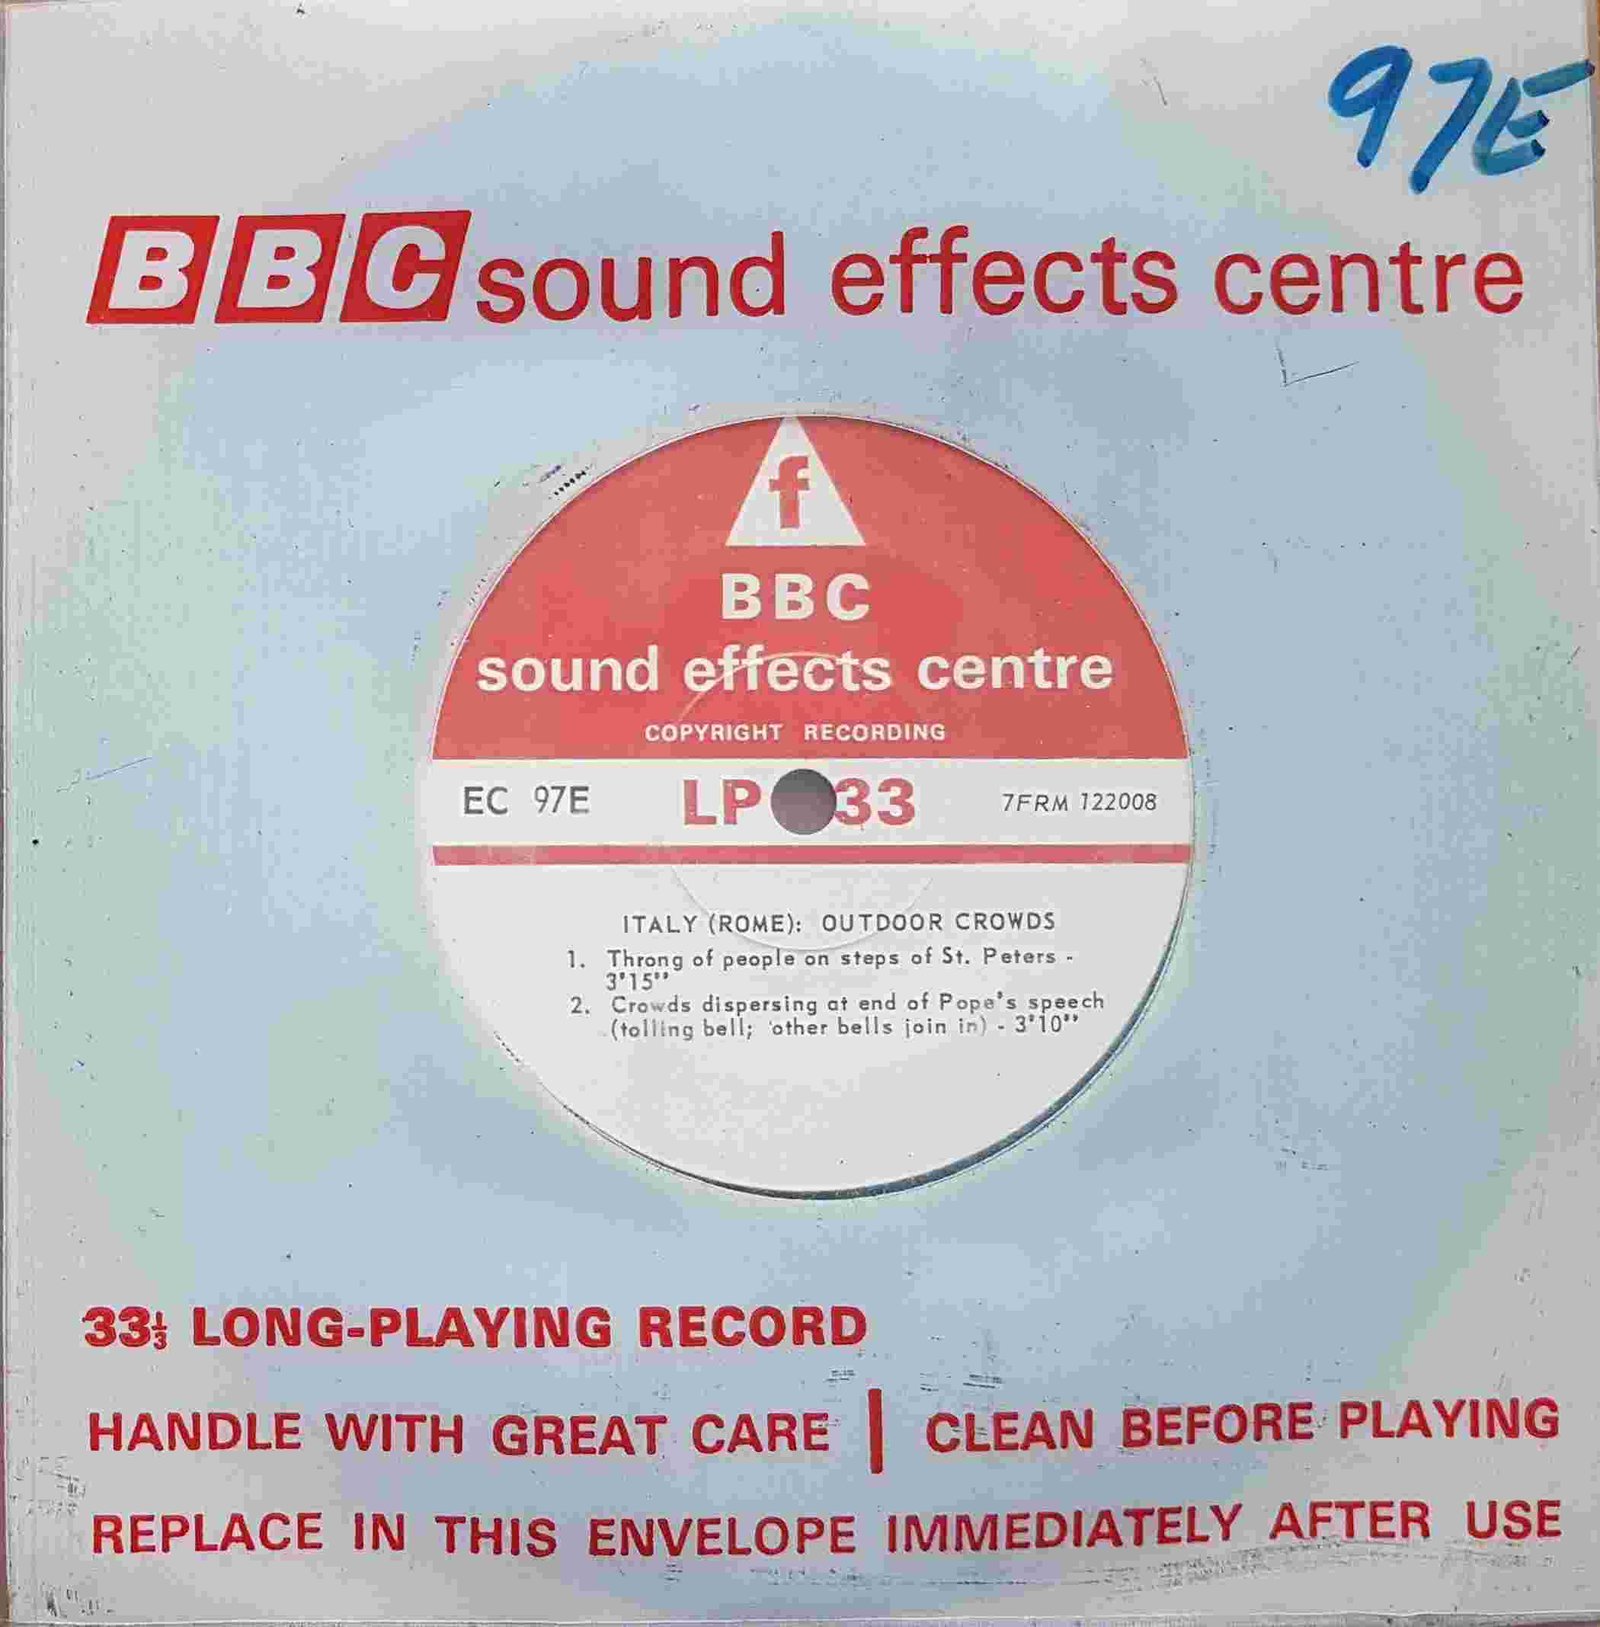 97E
BBC sound effects centre
f
BBC
sound effects centre
COPYRIGHT RECORDING
EC 97E LP 33 7FRM 122008
ITALY (ROME): OUTDOOR CROWDS
1. Throng of people on steps of St. Peters -
3'15"
2. Crowds dispersing at end of Pope's speech
(tolling bell; other bells join in) - 3'10"
33⅓ LONG-PLAYING RECORD
HANDLE WITH GREAT CARE | CLEAN BEFORE PLAYING
REPLACE IN THIS ENVELOPE IMMEDIATELY AFTER USE